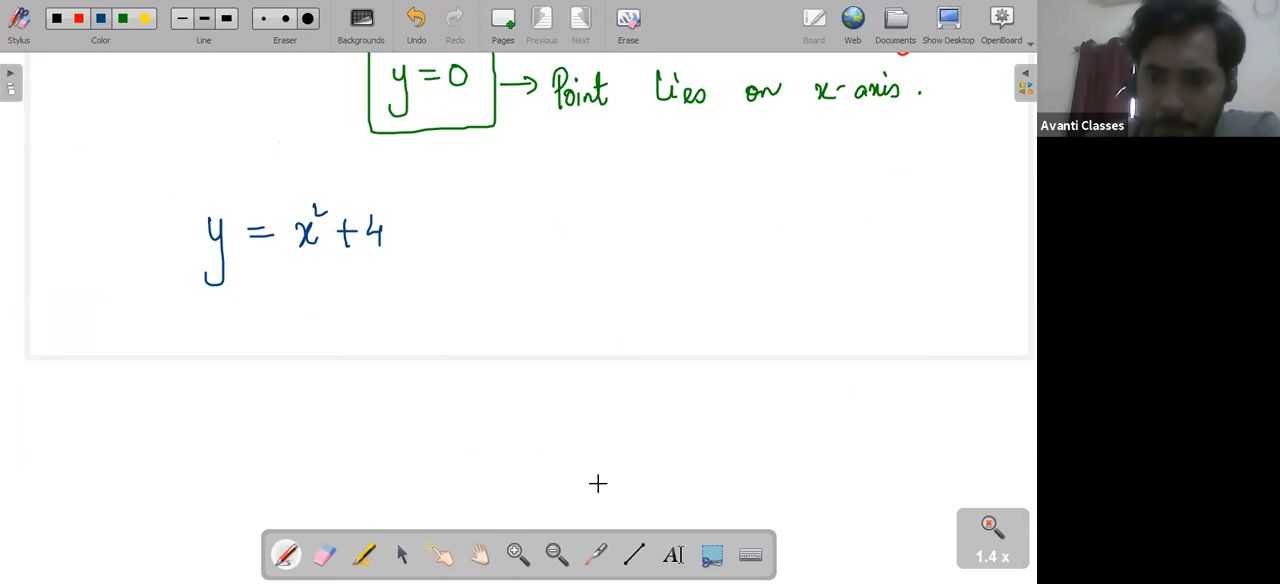 Stylus Color Line Eraser Backgrounds Undo Redo Pages Previous Next Erase Board Web Documents Show Desktop OpenBoard
y = 0 → Point lies on x-axis.
Avanti Classes
y = x² + 4
AI
1.4 x